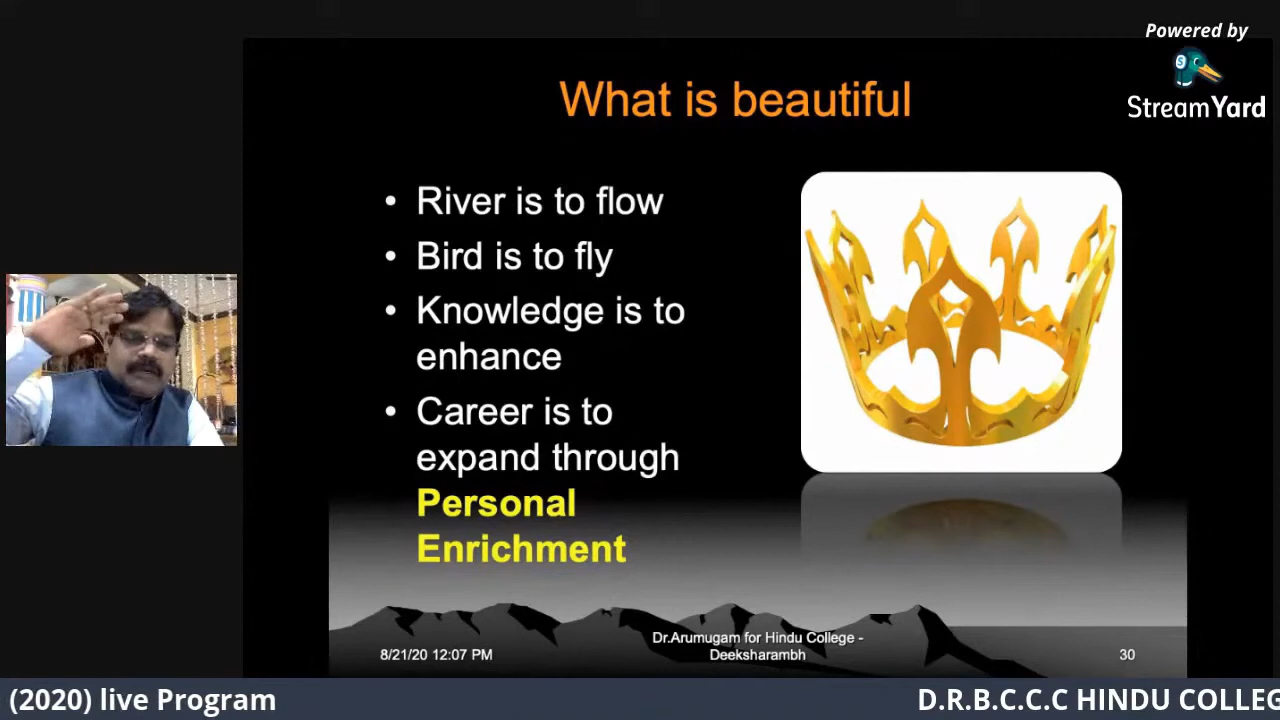 Powered by
StreamYard
What is beautiful
• River is to flow
• Bird is to fly
• Knowledge is to
enhance
• Career is to
expand through
Personal
Enrichment
8/21/20 12:07 PM
Dr.Arumugam for Hindu College -
Deeksharambh
30
(2020) live Program
D.R.B.C.C.C HINDU COLLEG